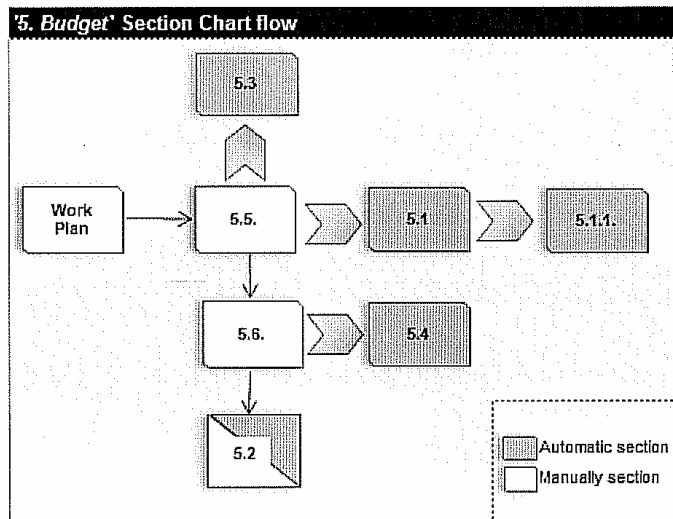 '5. Budget' Section Chart flow
5.3
Work
Plan
5.5.
5.1
5.1.1.
5.6.
5.4
5.2
Automatic section
Manually section